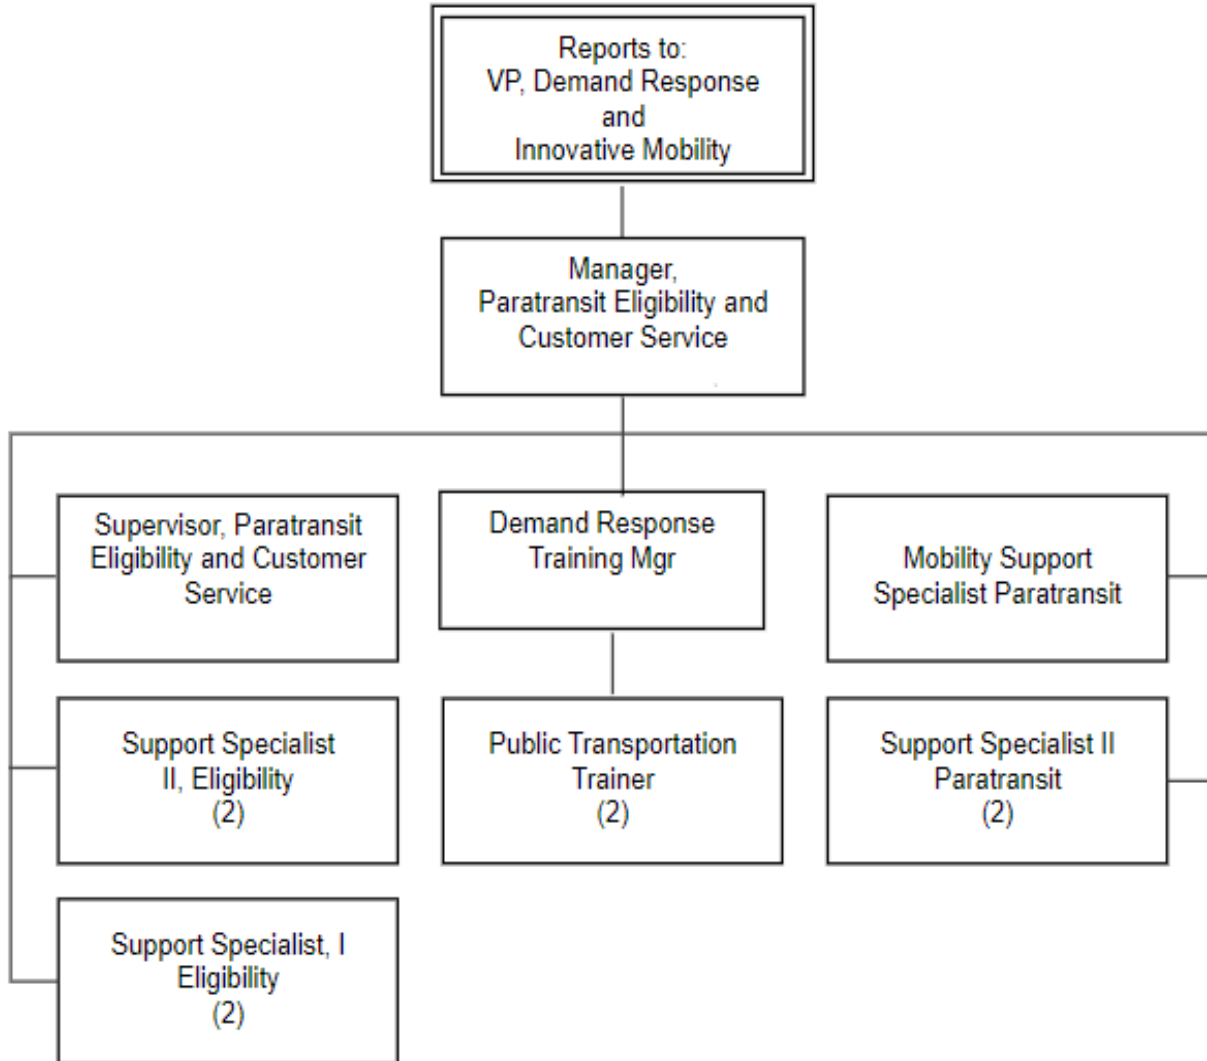 Reports to:
VP, Demand Response
and
Innovative Mobility
Manager,
Paratransit Eligibility and
Customer Service
Supervisor, Paratransit
Eligibility and Customer
Service
Demand Response
Training Mgr
Mobility Support
Specialist Paratransit
Support Specialist
II, Eligibility
(2)
Public Transportation
Trainer
(2)
Support Specialist II
Paratransit
(2)
Support Specialist, I
Eligibility
(2)